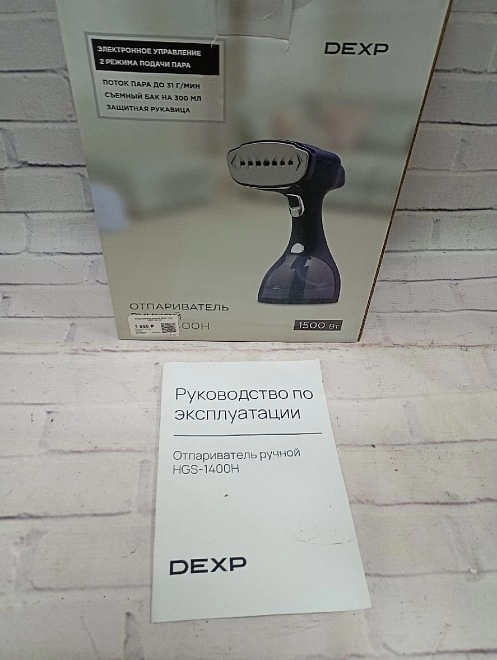 ЭЛЕКТРОННОЕ УПРАВЛЕНИЕ
2 РЕЖИМА ПОДАЧИ ПАРА
DEXP
ПОТОК ПАРА ДО 31 Г/МИН
СЪЕМНЫЙ БАК НА 300 МЛ
ЗАЩИТНАЯ РУКАВИЦА
ОТПАРИВАТЕЛЬ
00H
1500 Вт
Руководство по
эксплуатации
Отпариватель ручной
HGS-1400H
DEXP